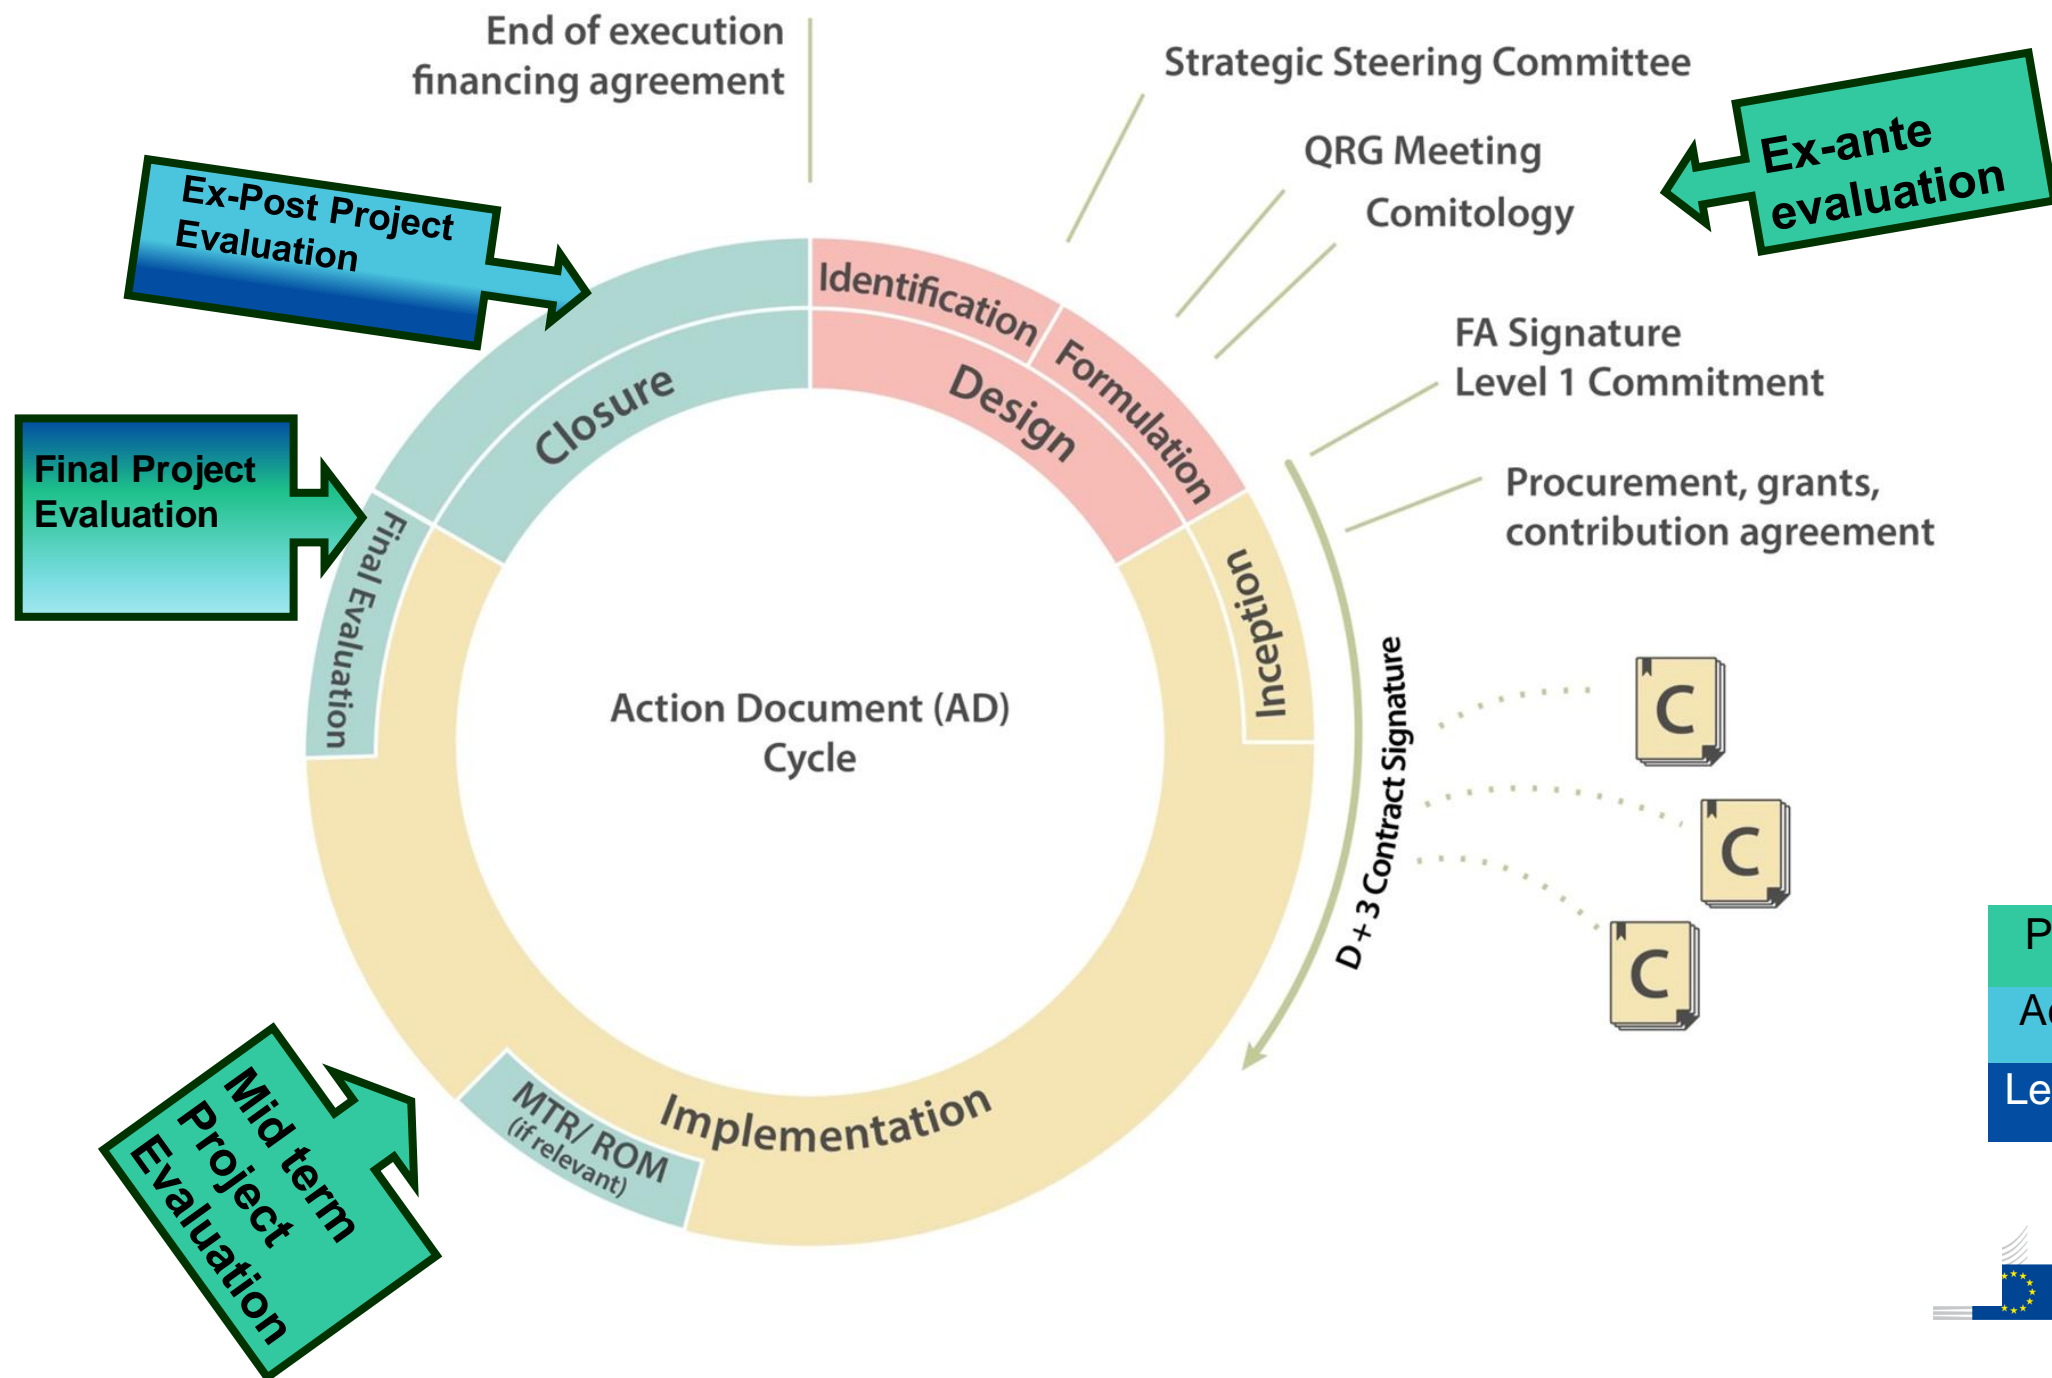 End of execution
financing agreement
Strategic Steering Committee
QRG Meeting
Comitology
Ex-ante
evaluation
Ex-Post Project
Evaluation
FA Signature
Level 1 Commitment
Identification
Formulation
Design
Closure
Final Project
Evaluation
Final Evaluation
Procurement, grants,
contribution agreement
Inception
Action Document (AD)
Cycle
D + 3 Contract Signature
C
C
C
Implementation
MTR/ ROM
(if relevant)
Mid term
Project
Evaluation